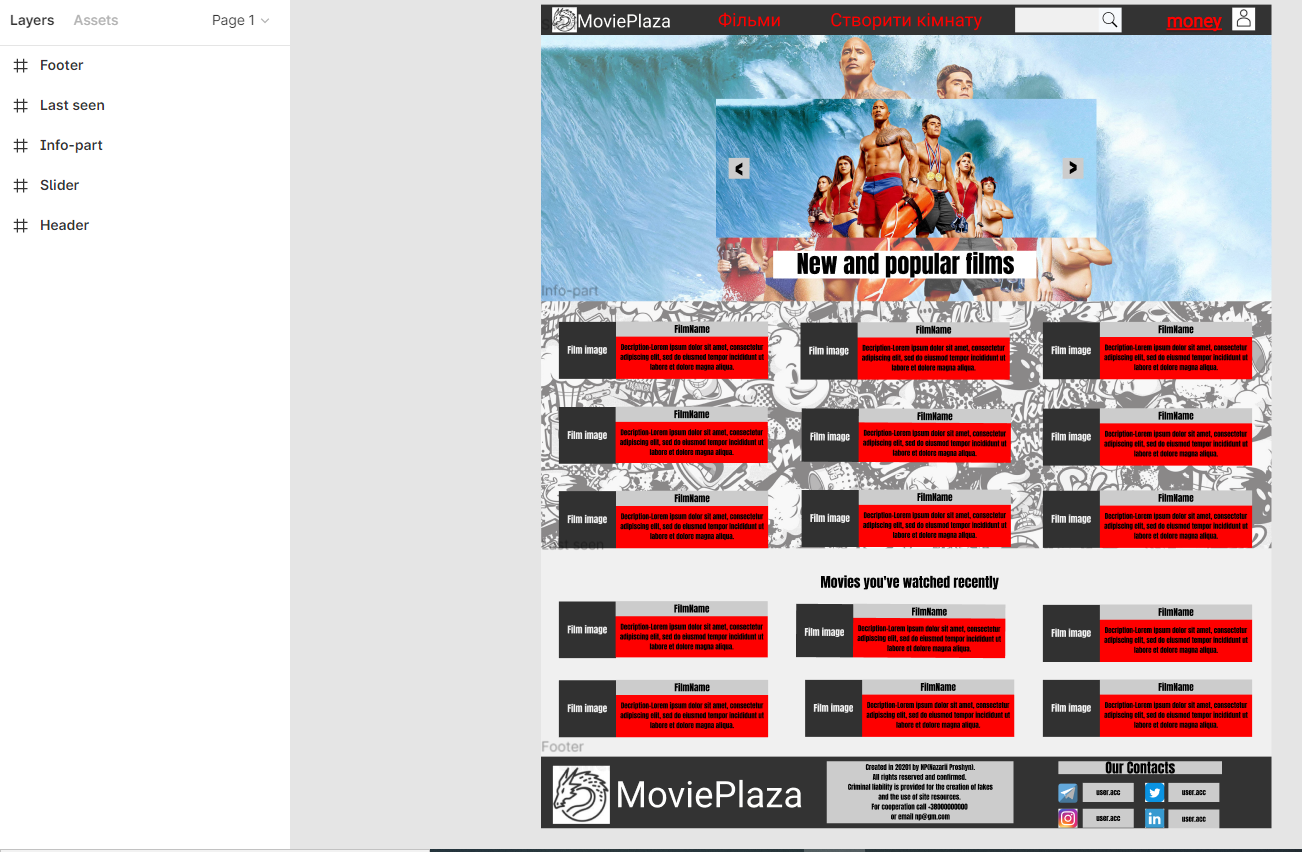 Layers
Assets
Page 1
Footer
Last seen
Info-part
Slider
Header
MoviePlaza
Фільми
Створити кімнату
money
<
>
New and popular films
Info-part
Film image
FilmName
Decription-Lorem ipsum dolor sit amet, consectetur
adipiscing elit, sed do eiusmod tempor incididunt ut
labore et dolore magna aliqua.
Film image
FilmName
Decription-Lorem ipsum dolor sit amet, consectetur
adipiscing elit, sed do eiusmod tempor incididunt ut
labore et dolore magna aliqua.
Film image
FilmName
Decription-Lorem ipsum dolor sit amet, consectetur
adipiscing elit, sed do eiusmod tempor incididunt ut
labore et dolore magna aliqua.
Film image
FilmName
Decription-Lorem ipsum dolor sit amet, consectetur
adipiscing elit, sed do eiusmod tempor incididunt ut
labore et dolore magna aliqua.
Film image
FilmName
Decription-Lorem ipsum dolor sit amet, consectetur
adipiscing elit, sed do eiusmod tempor incididunt ut
labore et dolore magna aliqua.
Film image
FilmName
Decription-Lorem ipsum dolor sit amet, consectetur
adipiscing elit, sed do eiusmod tempor incididunt ut
labore et dolore magna aliqua.
Film image
FilmName
Decription-Lorem ipsum dolor sit amet, consectetur
adipiscing elit, sed do eiusmod tempor incididunt ut
labore et dolore magna aliqua.
Film image
FilmName
Decription-Lorem ipsum dolor sit amet, consectetur
adipiscing elit, sed do eiusmod tempor incididunt ut
labore et dolore magna aliqua.
Film image
FilmName
Decription-Lorem ipsum dolor sit amet, consectetur
adipiscing elit, sed do eiusmod tempor incididunt ut
labore et dolore magna aliqua.
Last seen
Movies you've watched recently
Film image
FilmName
Decription-Lorem ipsum dolor sit amet, consectetur
adipiscing elit, sed do eiusmod tempor incididunt ut
labore et dolore magna aliqua.
Film image
FilmName
Decription-Lorem ipsum dolor sit amet, consectetur
adipiscing elit, sed do eiusmod tempor incididunt ut
labore et dolore magna aliqua.
Film image
FilmName
Decription-Lorem ipsum dolor sit amet, consectetur
adipiscing elit, sed do eiusmod tempor incididunt ut
labore et dolore magna aliqua.
Film image
FilmName
Decription-Lorem ipsum dolor sit amet, consectetur
adipiscing elit, sed do eiusmod tempor incididunt ut
labore et dolore magna aliqua.
Film image
FilmName
Decription-Lorem ipsum dolor sit amet, consectetur
adipiscing elit, sed do eiusmod tempor incididunt ut
labore et dolore magna aliqua.
Film image
FilmName
Decription-Lorem ipsum dolor sit amet, consectetur
adipiscing elit, sed do eiusmod tempor incididunt ut
labore et dolore magna aliqua.
Footer
MoviePlaza
Created in 20201 by NP(Nazarii Proshyn).
All rights reserved and confirmed.
Criminal liability is provided for the creation of fakes
and the use of site resources.
For cooperation call +38000000000
or email np@gm.com
Our Contacts
user.acc
user.acc
user.acc
user.acc